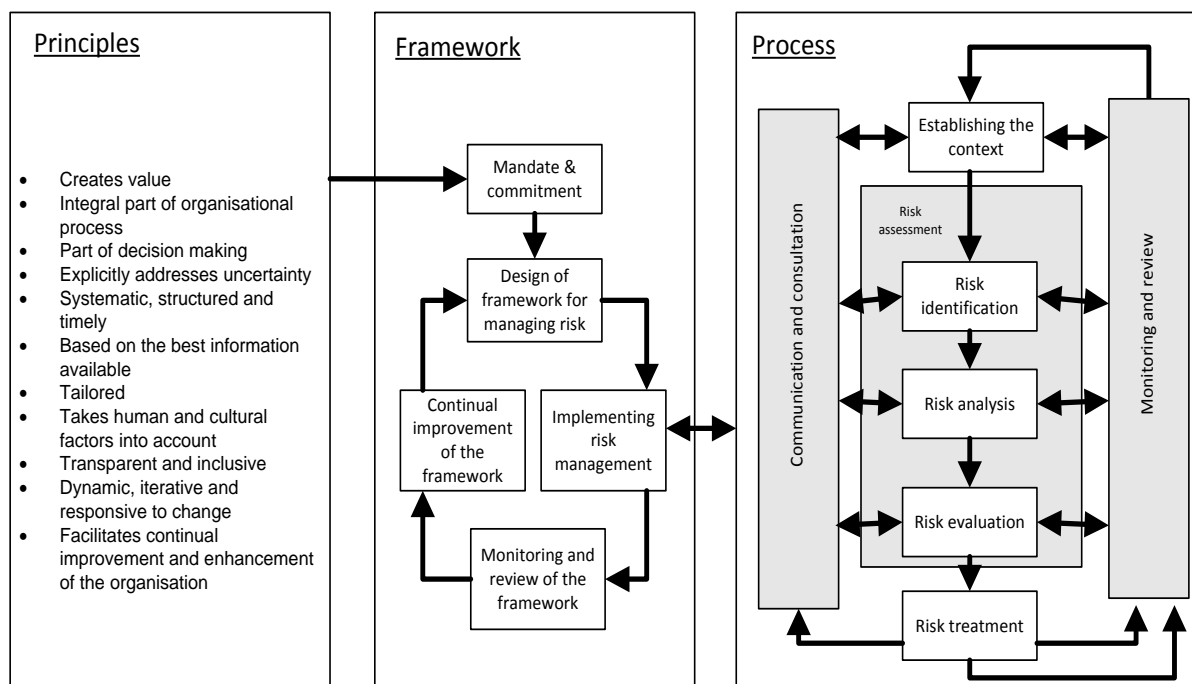 Principles
• Creates value
• Integral part of organisational
process
• Part of decision making
• Explicitly addresses uncertainty
• Systematic, structured and
timely
• Based on the best information
available
• Tailored
• Takes human and cultural
factors into account
• Transparent and inclusive
• Dynamic, iterative and
responsive to change
• Facilitates continual
improvement and enhancement
of the organisation
Framework
Mandate &
commitment
Design of
framework for
managing risk
Continual
improvement
of the
framework
Implementing
risk
management
Monitoring and
review of the
framework
Process
Communication and consultation
Establishing the
context
Risk
assessment
Risk
identification
Risk analysis
Risk evaluation
Risk treatment
Monitoring and review